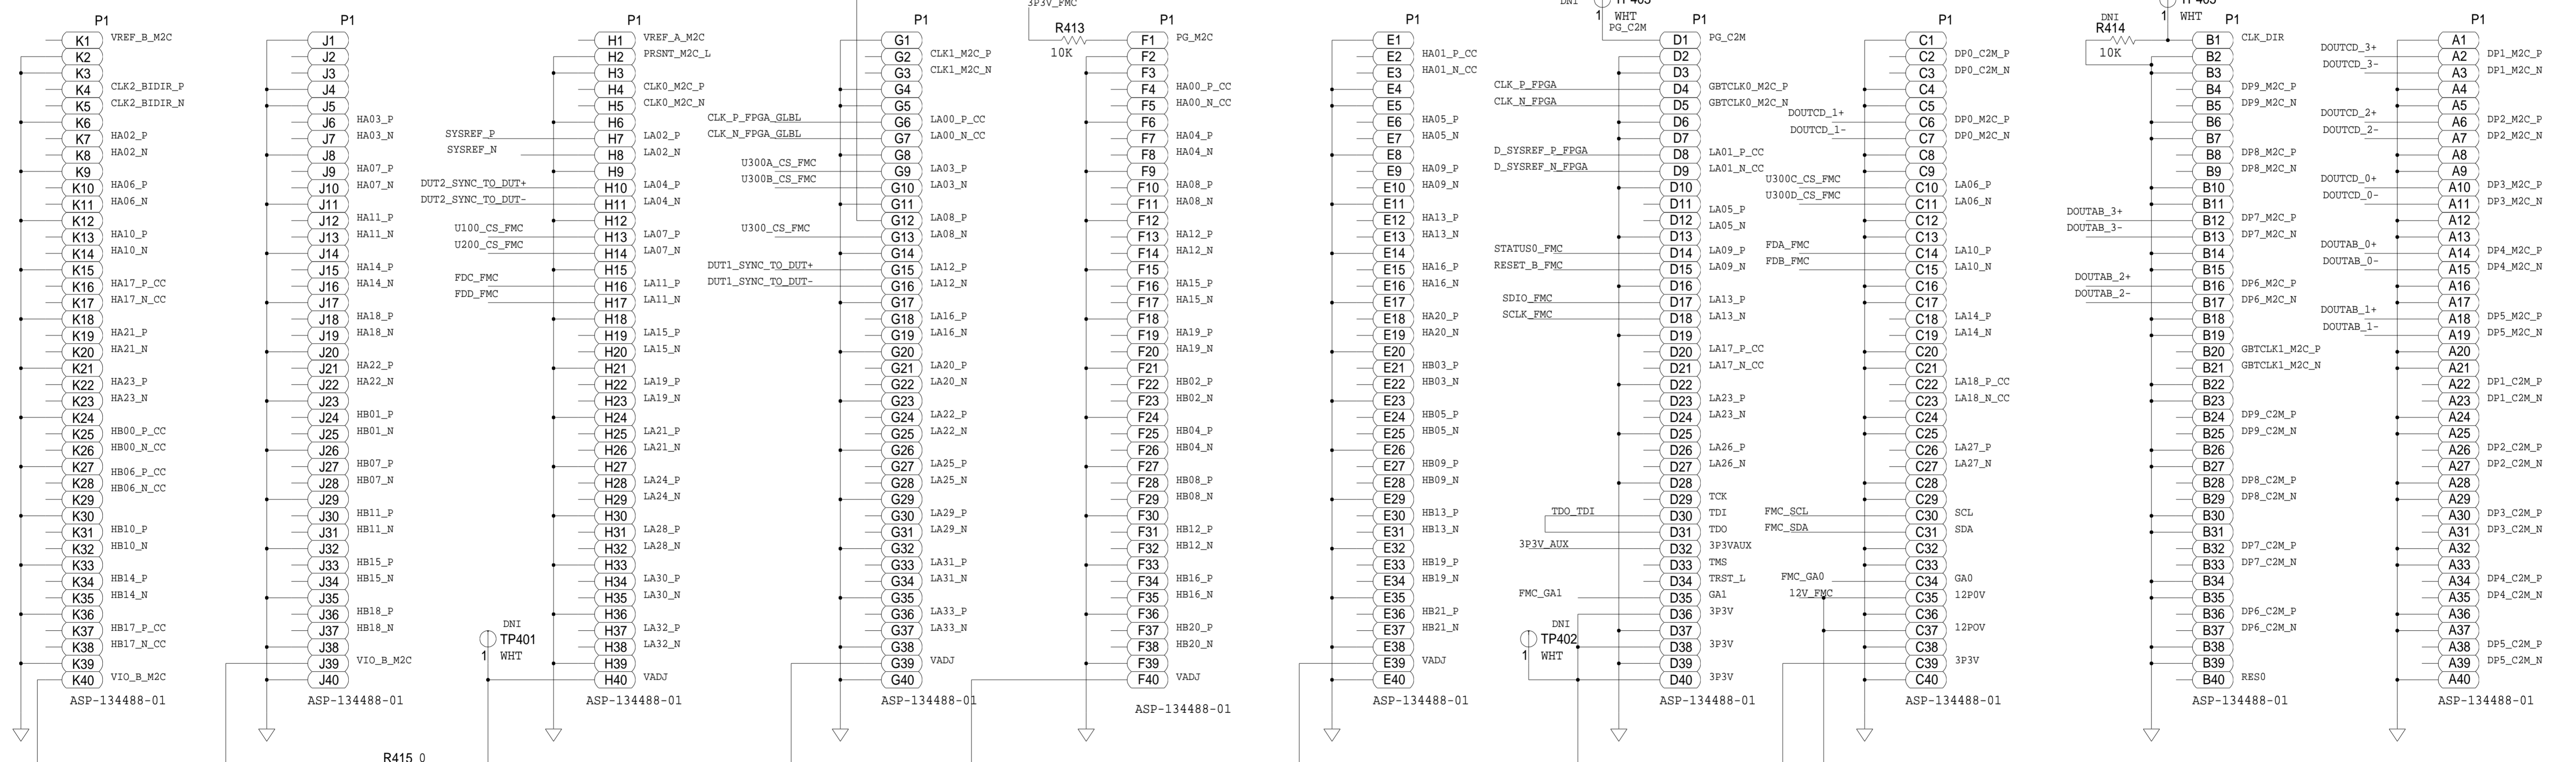 P1
K1 VREF_B_M2C
K2
K3
K4 CLK2_BIDIR_P
K5 CLK2_BIDIR_N
K6
K7 HA02_P
K8 HA02_N
K9
K10 HA06_P
K11 HA06_N
K12
K13 HA10_P
K14 HA10_N
K15
K16 HA17_P_CC
K17 HA17_N_CC
K18
K19 HA21_P
K20 HA21_N
K21
K22 HA23_P
K23 HA23_N
K24
K25 HB00_P_CC
K26 HB00_N_CC
K27
HB06_P_CC
K28
HB06_N_CC
K29
K30
K31 HB10_P
K32 HB10_N
K33
K34 HB14_P
K35 HB14_N
K36
K37 HB17_P_CC
K38 HB17_N_CC
K39
K40 VIO_B_M2C
ASP-134488-01
P1
J1
J2
J3
J4
J5
J6 HA03_P
J7 HA03_N
J8
J9 HA07_P
J10 HA07_N
J11
J12 HA11_P
J13 HA11_N
J14
J15 HA14_P
J16 HA14_N
J17
J18 HA18_P
J19 HA18_N
J20
J21 HA22_P
J22 HA22_N
J23
J24 HB01_P
J25 HB01_N
J26
J27 HB07_P
J28 HB07_N
J29
J30 HB11_P
J31 HB11_N
J32
J33 HB15_P
J34 HB15_N
J35
J36 HB18_P
J37 HB18_N
J38
J39 VIO_B_M2C
J40
ASP-134488-01
R415 0
P1
H1 VREF_A_M2C
H2 PRSNT_M2C_L
H3
H4 CLK0_M2C_P
H5 CLK0_M2C_N
H6
SYSREF_P H7 LA02_P
SYSREF_N H8 LA02_N
H9
DUT2_SYNC_TO_DUT+ H10 LA04_P
DUT2_SYNC_TO_DUT- H11 LA04_N
H12
U100_CS_FMC H13 LA07_P
U200_CS_FMC H14 LA07_N
H15
FDC_FMC H16 LA11_P
FDD_FMC H17 LA11_N
H18
H19 LA15_P
H20 LA15_N
H21
H22 LA19_P
H23 LA19_N
H24
H25 LA21_P
H26 LA21_N
H27
H28 LA24_P
H29 LA24_N
H30
H31 LA28_P
H32 LA28_N
H33
H34 LA30_P
H35 LA30_N
H36
H37 LA32_P
H38 LA32_N
H39
H40 VADJ
DNI
TP401
1 WHT
ASP-134488-01
P1
G1
G2 CLK1_M2C_P
G3 CLK1_M2C_N
G4
G5
CLK_P_FPGA_GLBL G6 LA00_P_CC
CLK_N_FPGA_GLBL G7 LA00_N_CC
G8
U300A_CS_FMC G9 LA03_P
U300B_CS_FMC G10 LA03_N
G11
G12 LA08_P
U300_CS_FMC G13 LA08_N
G14
DUT1_SYNC_TO_DUT+ G15 LA12_P
DUT1_SYNC_TO_DUT- G16 LA12_N
G17
G18 LA16_P
G19 LA16_N
G20
G21 LA20_P
G22 LA20_N
G23
G24 LA22_P
G25 LA22_N
G26
G27 LA25_P
G28 LA25_N
G29
G30 LA29_P
G31 LA29_N
G32
G33 LA31_P
G34 LA31_N
G35
G36 LA33_P
G37 LA33_N
G38
G39 VADJ
G40
ASP-134488-01
3P3V_FMC
R413
10K
P1
F1 PG_M2C
F2
F3
F4 HA00_P_CC
F5 HA00_N_CC
F6
F7 HA04_P
F8 HA04_N
F9
F10 HA08_P
F11 HA08_N
F12
F13 HA12_P
F14 HA12_N
F15
F16 HA15_P
F17 HA15_N
F18
F19 HA19_P
F20 HA19_N
F21
F22 HB02_P
F23 HB02_N
F24
F25 HB04_P
F26 HB04_N
F27
F28 HB08_P
F29 HB08_N
F30
F31 HB12_P
F32 HB12_N
F33
F34 HB16_P
F35 HB16_N
F36
F37 HB20_P
F38 HB20_N
F39
F40 VADJ
ASP-134488-01
P1
E1
E2 HA01_P_CC
E3 HA01_N_CC
E4
E5
E6 HA05_P
E7 HA05_N
E8
E9 HA09_P
E10 HA09_N
E11
E12 HA13_P
E13 HA13_N
E14
E15 HA16_P
E16 HA16_N
E17
E18 HA20_P
E19 HA20_N
E20
E21 HB03_P
E22 HB03_N
E23
E24 HB05_P
E25 HB05_N
E26
E27 HB09_P
E28 HB09_N
E29
E30 HB13_P
E31 HB13_N
E32
E33 HB19_P
E34 HB19_N
E35
E36 HB21_P
E37 HB21_N
E38
E39 VADJ
E40
ASP-134488-01
DNI TP403
1 WHT
PG_C2M
P1
D1 PG_C2M
D2
D3
CLK_P_FPGA D4 GBTCLK0_M2C_P
CLK_N_FPGA D5 GBTCLK0_M2C_N
D6
D7
D_SYSREF_P_FPGA D8 LA01_P_CC
D_SYSREF_N_FPGA D9 LA01_N_CC
D10
D11 LA05_P
D12 LA05_N
D13
STATUS0_FMC D14 LA09_P
RESET_B_FMC D15 LA09_N
D16
SDIO_FMC D17 LA13_P
SCLK_FMC D18 LA13_N
D19
D20 LA17_P_CC
D21 LA17_N_CC
D22
D23 LA23_P
D24 LA23_N
D25
D26 LA26_P
D27 LA26_N
D28
D29 TCK
TDO_TDI D30 TDI
D31 TDO
3P3V_AUX D32 3P3VAUX
D33 TMS
D34 TRST_L
FMC_GA1 D35 GA1
D36 3P3V
D37
D38 3P3V
D39
D40 3P3V
DNI
TP402
1 WHT
ASP-134488-01
P1
C1
C2 DP0_C2M_P
C3 DP0_C2M_N
C4
C5
DOUTCD_1+ C6 DP0_M2C_P
DOUTCD_1- C7 DP0_M2C_N
C8
C9
U300C_CS_FMC C10 LA06_P
U300D_CS_FMC C11 LA06_N
C12
C13
FDA_FMC C14 LA10_P
FDB_FMC C15 LA10_N
C16
C17
C18 LA14_P
C19 LA14_N
C20
C21
C22 LA18_P_CC
C23 LA18_N_CC
C24
C25
C26 LA27_P
C27 LA27_N
C28
C29
FMC_SCL C30 SCL
FMC_SDA C31 SDA
C32
C33
FMC_GA0 C34 GA0
12V_FMC C35 12P0V
C36
C37 12P0V
C38
C39 3P3V
C40
ASP-134488-01
1 WHT
DNI
R414
10K
P1
B1 CLK_DIR
B2
B3
B4 DP9_M2C_P
B5 DP9_M2C_N
B6
B7
B8 DP8_M2C_P
B9 DP8_M2C_N
B10
B11
DOUTAB_3+ B12 DP7_M2C_P
DOUTAB_3- B13 DP7_M2C_N
B14
B15
DOUTAB_2+ B16 DP6_M2C_P
DOUTAB_2- B17 DP6_M2C_N
B18
B19
B20 GBTCLK1_M2C_P
B21 GBTCLK1_M2C_N
B22
B23
B24 DP9_C2M_P
B25 DP9_C2M_N
B26
B27
B28 DP8_C2M_P
B29 DP8_C2M_N
B30
B31
B32 DP7_C2M_P
B33 DP7_C2M_N
B34
B35
B36 DP6_C2M_P
B37 DP6_C2M_N
B38
B39
B40 RES0
ASP-134488-01
P1
A1
DOUTCD_3+ A2 DP1_M2C_P
DOUTCD_3- A3 DP1_M2C_N
A4
A5
DOUTCD_2+ A6 DP2_M2C_P
DOUTCD_2- A7 DP2_M2C_N
A8
A9
DOUTCD_0+ A10 DP3_M2C_P
DOUTCD_0- A11 DP3_M2C_N
A12
A13
DOUTAB_0+ A14 DP4_M2C_P
DOUTAB_0- A15 DP4_M2C_N
A16
A17
DOUTAB_1+ A18 DP5_M2C_P
DOUTAB_1- A19 DP5_M2C_N
A20
A21
A22 DP1_C2M_P
A23 DP1_C2M_N
A24
A25
A26 DP2_C2M_P
A27 DP2_C2M_N
A28
A29
A30 DP3_C2M_P
A31 DP3_C2M_N
A32
A33
A34 DP4_C2M_P
A35 DP4_C2M_N
A36
A37
A38 DP5_C2M_P
A39 DP5_C2M_N
A40
ASP-134488-01